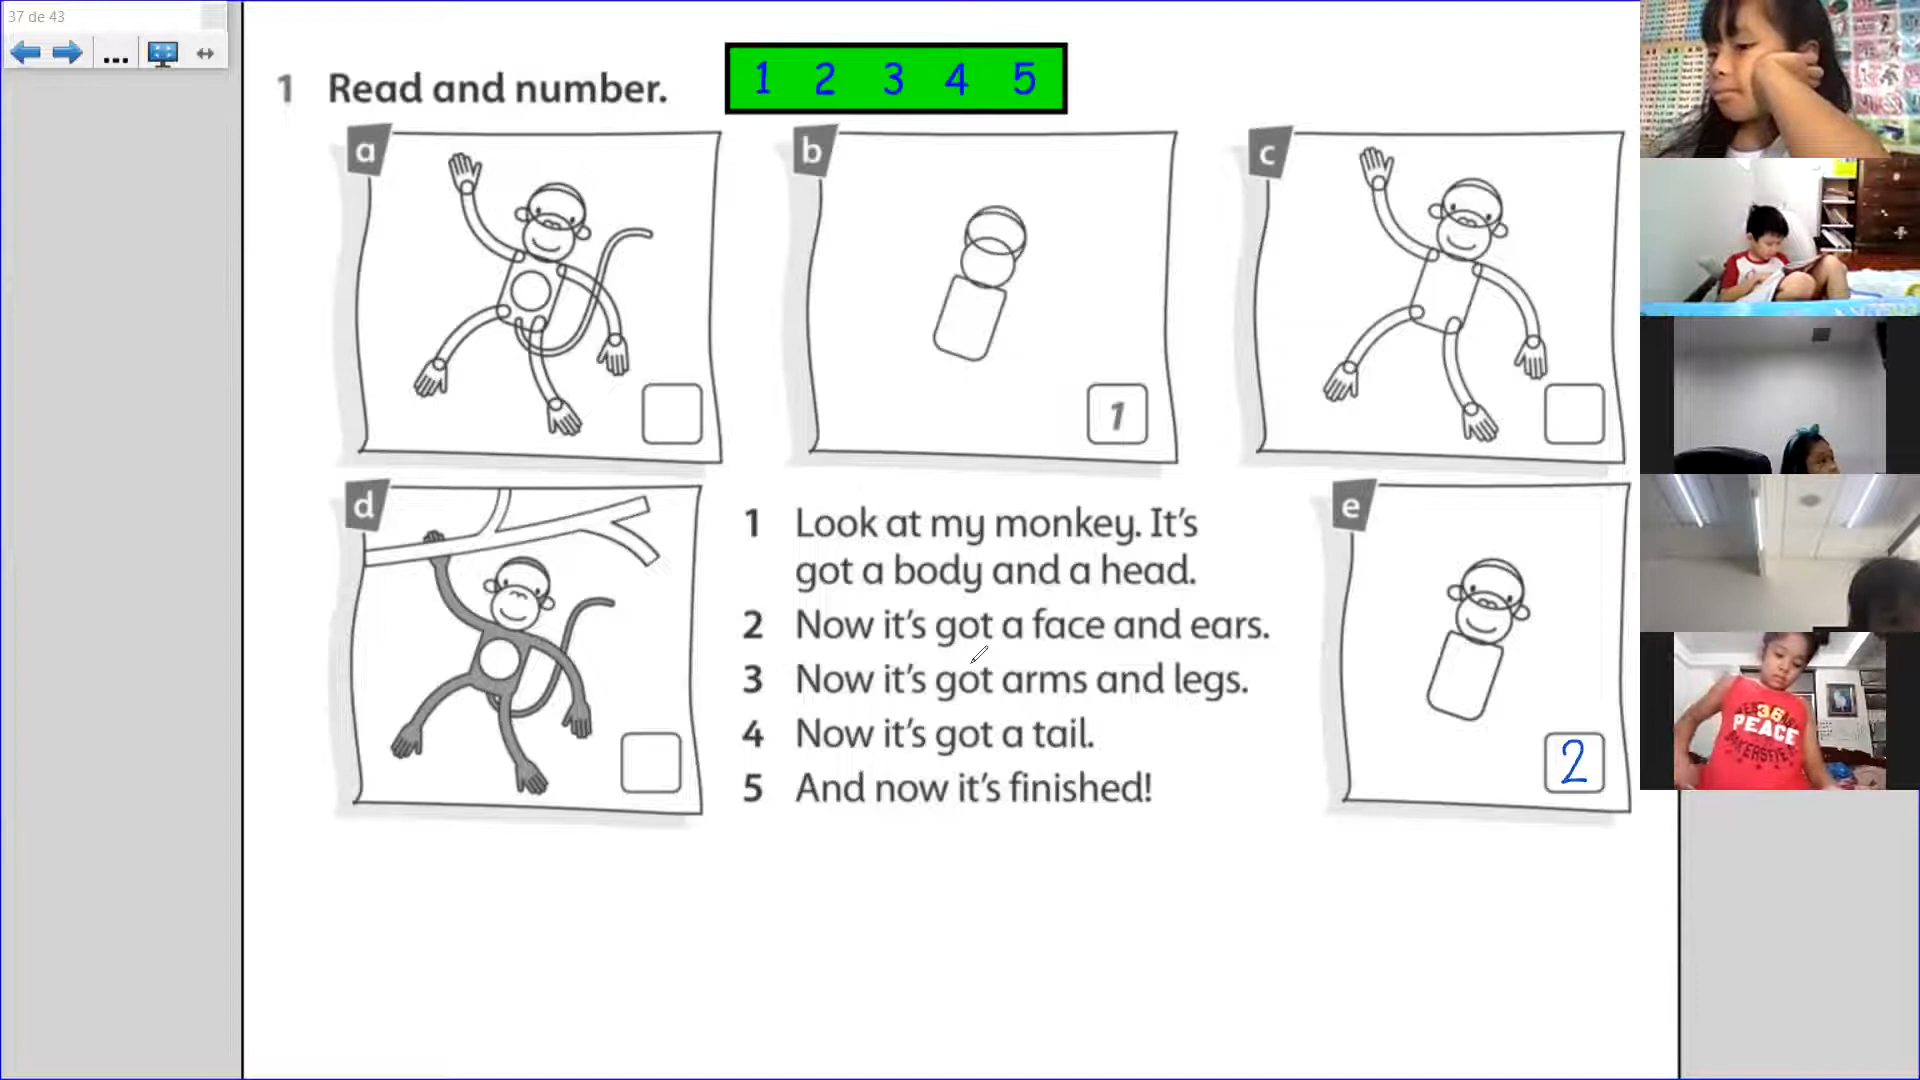 37 de 43
1 Read and number.
1 2 3 4 5
a
b
1
c
d
1 Look at my monkey. It's
got a body and a head.
2 Now it's got a face and ears.
3 Now it's got arms and legs.
4 Now it's got a tail.
5 And now it's finished!
e
2
36
PEACE